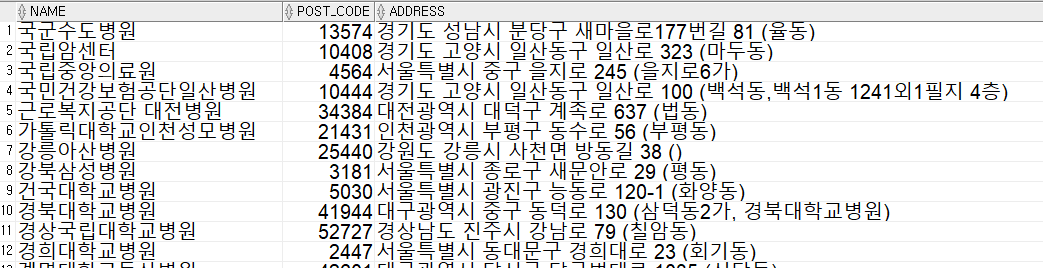 NAME POST_CODE ADDRESS
1 국군수도병원 13574 경기도 성남시 분당구 새마을로177번길 81 (율동)
2 국립암센터 10408 경기도 고양시 일산동구 일산로 323 (마두동)
3 국립중앙의료원 4564 서울특별시 중구 을지로 245 (을지로6가)
4 국민건강보험공단일산병원 10444 경기도 고양시 일산동구 일산로 100 (백석동,백석1동 1241외1필지 4층)
5 근로복지공단 대전병원 34384 대전광역시 대덕구 계족로 637 (법동)
6 가톨릭대학교인천성모병원 21431 인천광역시 부평구 동수로 56 (부평동)
7 강릉아산병원 25440 강원도 강릉시 사천면 방동길 38 ()
8 강북삼성병원 3181 서울특별시 종로구 새문안로 29 (평동)
9 건국대학교병원 5030 서울특별시 광진구 능동로 120-1 (화양동)
10 경북대학교병원 41944 대구광역시 중구 동덕로 130 (삼덕동2가, 경북대학교병원)
11 경상국립대학교병원 52727 경상남도 진주시 강남로 79 (칠암동)
12 경희대학교병원 2447 서울특별시 동대문구 경희대로 23 (회기동)